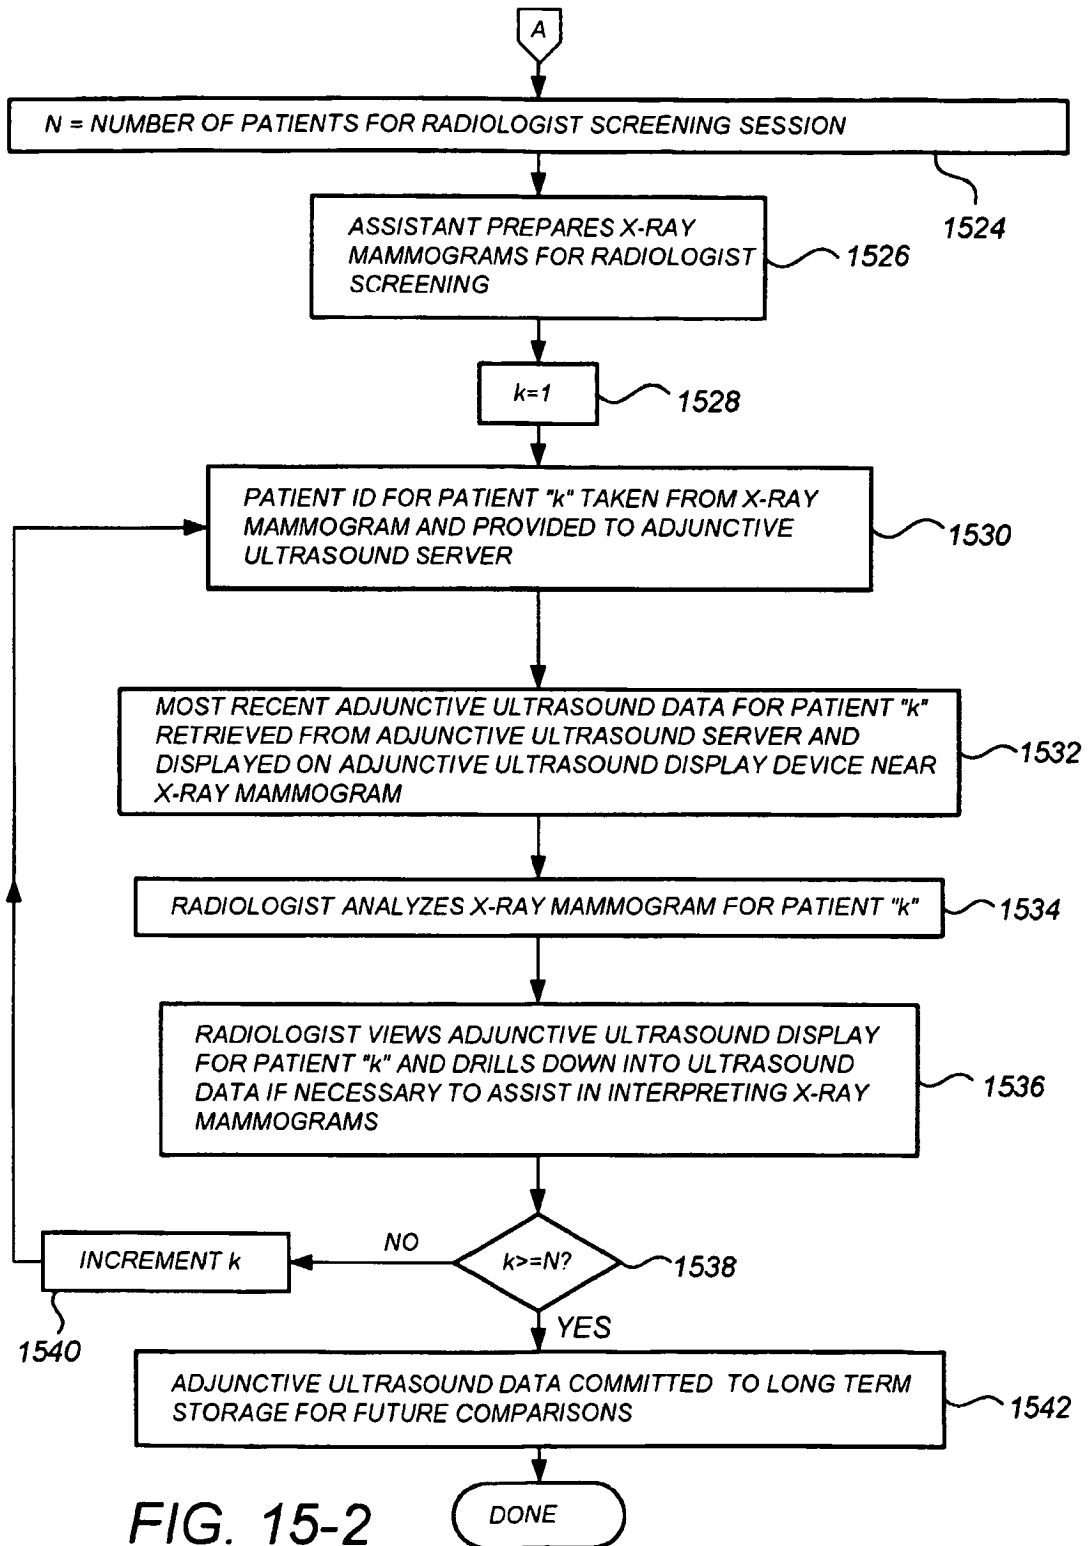 A
N = NUMBER OF PATIENTS FOR RADIOLOGIST SCREENING SESSION
1524
ASSISTANT PREPARES X-RAY
MAMMOGRAMS FOR RADIOLOGIST
SCREENING
1526
k=1
1528
PATIENT ID FOR PATIENT "k" TAKEN FROM X-RAY
MAMMOGRAM AND PROVIDED TO ADJUNCTIVE
ULTRASOUND SERVER
1530
MOST RECENT ADJUNCTIVE ULTRASOUND DATA FOR PATIENT "k"
RETRIEVED FROM ADJUNCTIVE ULTRASOUND SERVER AND
DISPLAYED ON ADJUNCTIVE ULTRASOUND DISPLAY DEVICE NEAR
X-RAY MAMMOGRAM
1532
RADIOLOGIST ANALYZES X-RAY MAMMOGRAM FOR PATIENT "k"
1534
RADIOLOGIST VIEWS ADJUNCTIVE ULTRASOUND DISPLAY
FOR PATIENT "k" AND DRILLS DOWN INTO ULTRASOUND
DATA IF NECESSARY TO ASSIST IN INTERPRETING X-RAY
MAMMOGRAMS
1536
k>=N?
1538
NO
INCREMENT k
1540
YES
ADJUNCTIVE ULTRASOUND DATA COMMITTED TO LONG TERM
STORAGE FOR FUTURE COMPARISONS
1542
DONE
FIG. 15-2